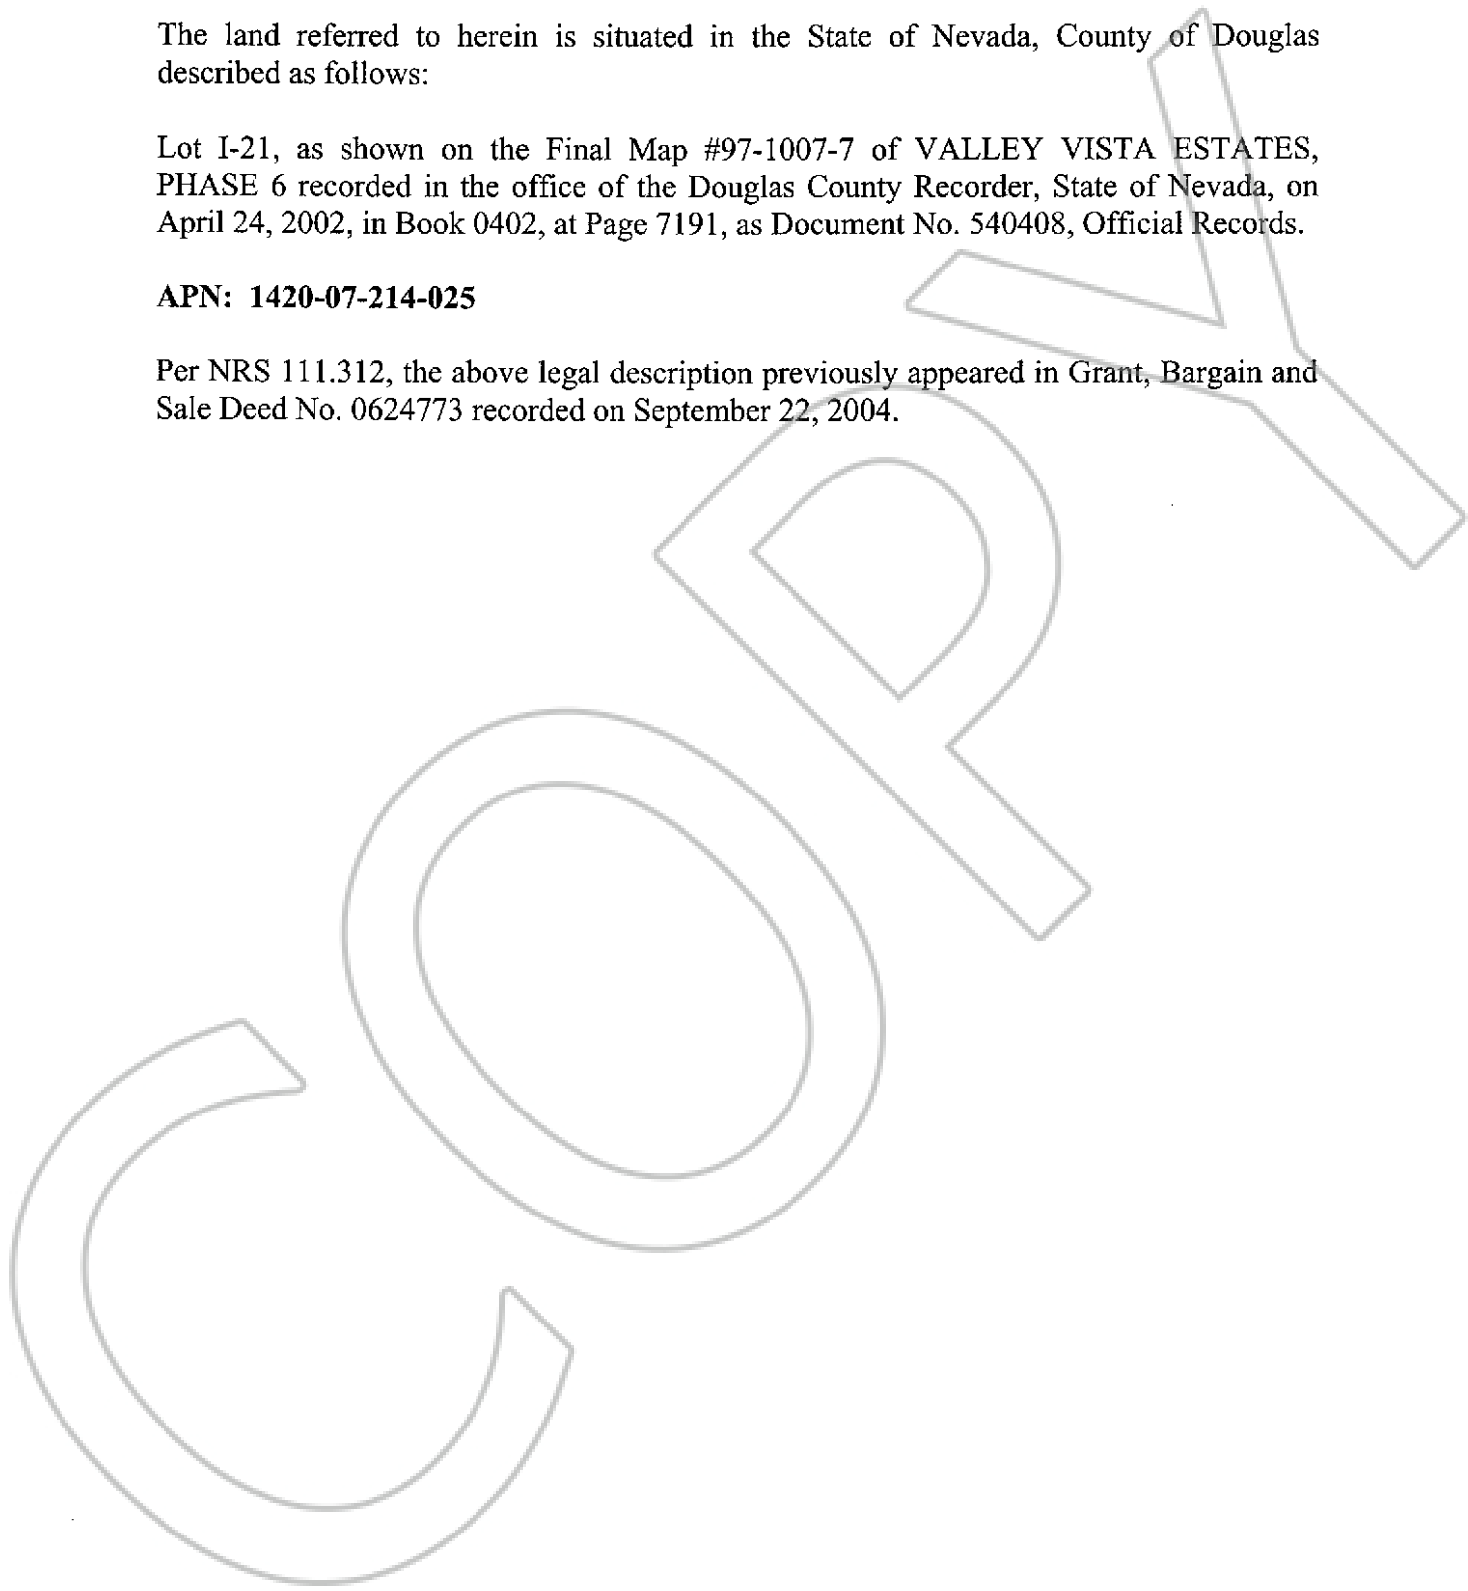 The land referred to herein is situated in the State of Nevada, County of Douglas
described as follows:
Lot I-21, as shown on the Final Map #97-1007-7 of VALLEY VISTA ESTATES,
PHASE 6 recorded in the office of the Douglas County Recorder, State of Nevada, on
April 24, 2002, in Book 0402, at Page 7191, as Document No. 540408, Official Records.
APN: 1420-07-214-025
Per NRS 111.312, the above legal description previously appeared in Grant, Bargain and
Sale Deed No. 0624773 recorded on September 22, 2004.
COPY